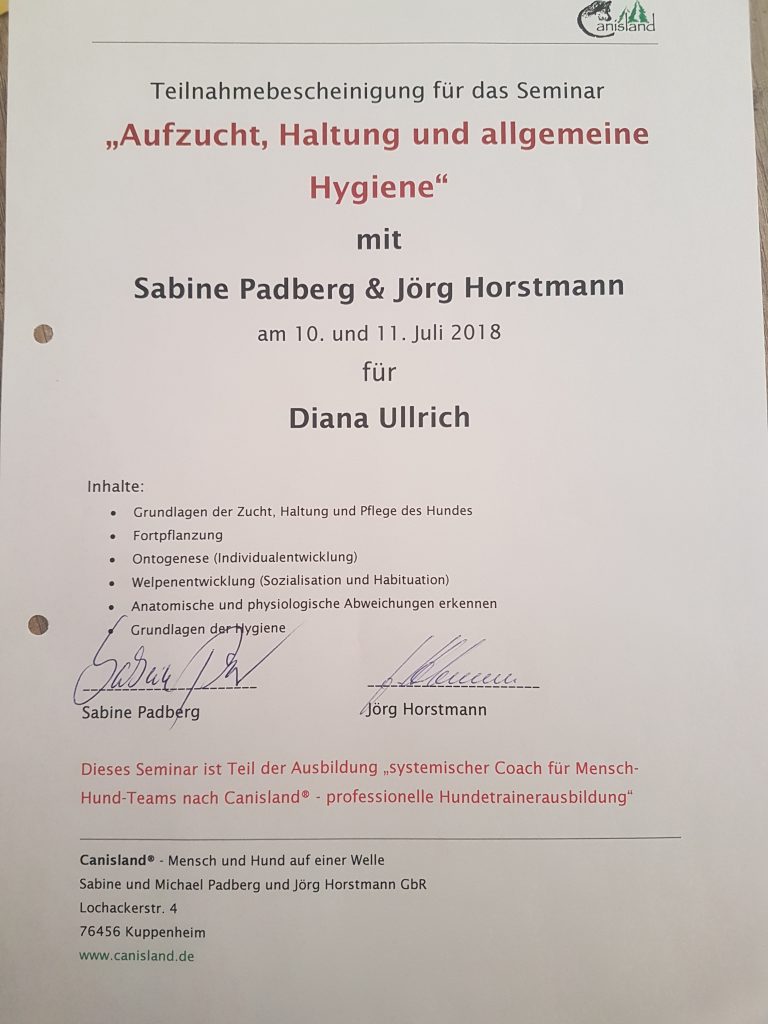 Canisland
Teilnahmebescheinigung für das Seminar
„Aufzucht, Haltung und allgemeine
Hygiene“
mit
Sabine Padberg & Jörg Horstmann
am 10. und 11. Juli 2018
für
Diana Ullrich
Inhalte:
• Grundlagen der Zucht, Haltung und Pflege des Hundes
• Fortpflanzung
• Ontogenese (Individualentwicklung)
• Welpenentwicklung (Sozialisation und Habituation)
• Anatomische und physiologische Abweichungen erkennen
• Grundlagen der Hygiene
Sabine Padberg
Jörg Horstmann
Dieses Seminar ist Teil der Ausbildung „systemischer Coach für Mensch-
Hund-Teams nach Canisland® - professionelle Hundetrainerausbildung“
Canisland® - Mensch und Hund auf einer Welle
Sabine und Michael Padberg und Jörg Horstmann GbR
Lochackerstr. 4
76456 Kuppenheim
www.canisland.de